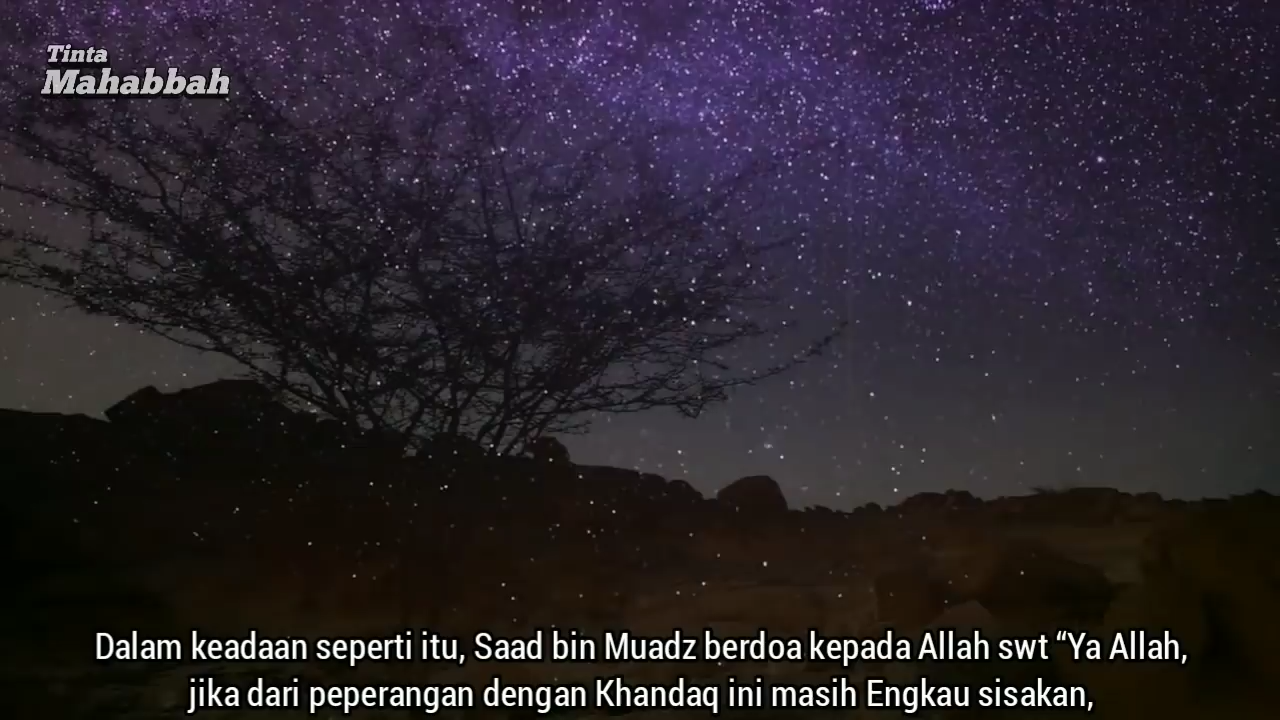 Tinta
Mahabbah
Dalam keadaan seperti itu, Saad bin Muadz berdoa kepada Allah swt “Ya Allah,
jika dari peperangan dengan Khandaq ini masih Engkau sisakan,